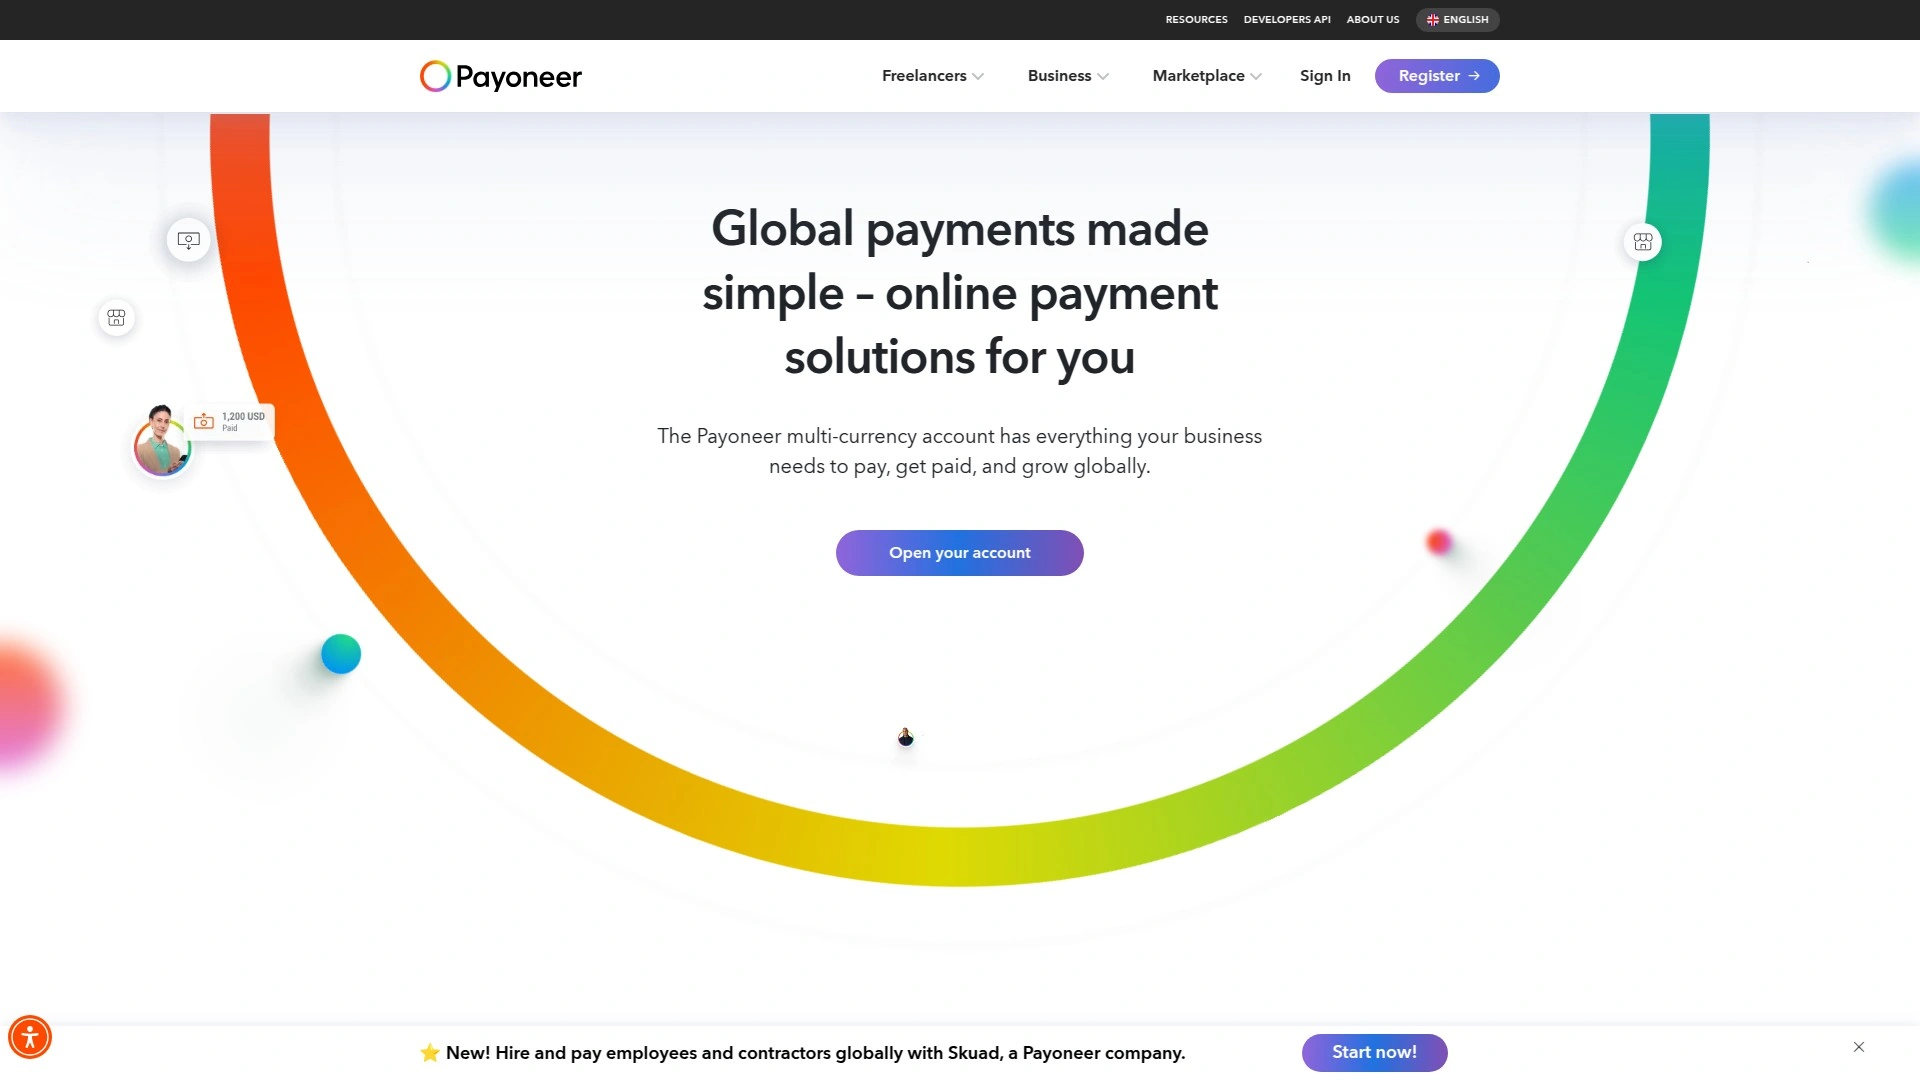 RESOURCES DEVELOPERS API ABOUT US ENGLISH
Payoneer Freelancers Business Marketplace Sign In Register
Global payments made
simple – online payment
solutions for you
1,200 USD
Paid
The Payoneer multi-currency account has everything your business
needs to pay, get paid, and grow globally.
Open your account
New! Hire and pay employees and contractors globally with Skuad, a Payoneer company. Start now!